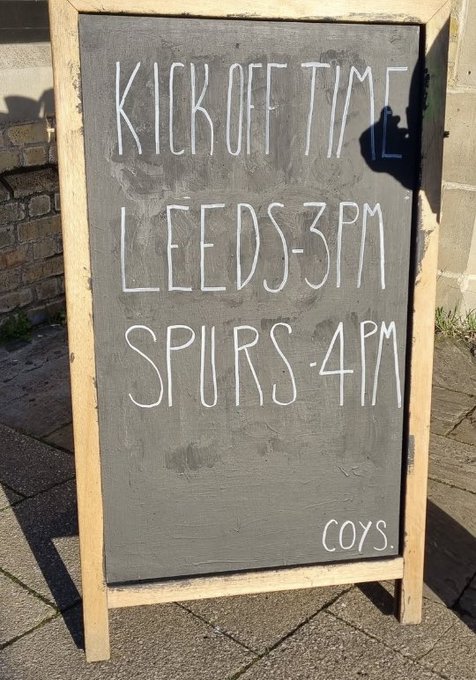 KICK OFF TIME
LEEDS-3PM
SPURS-4PM
COYS.